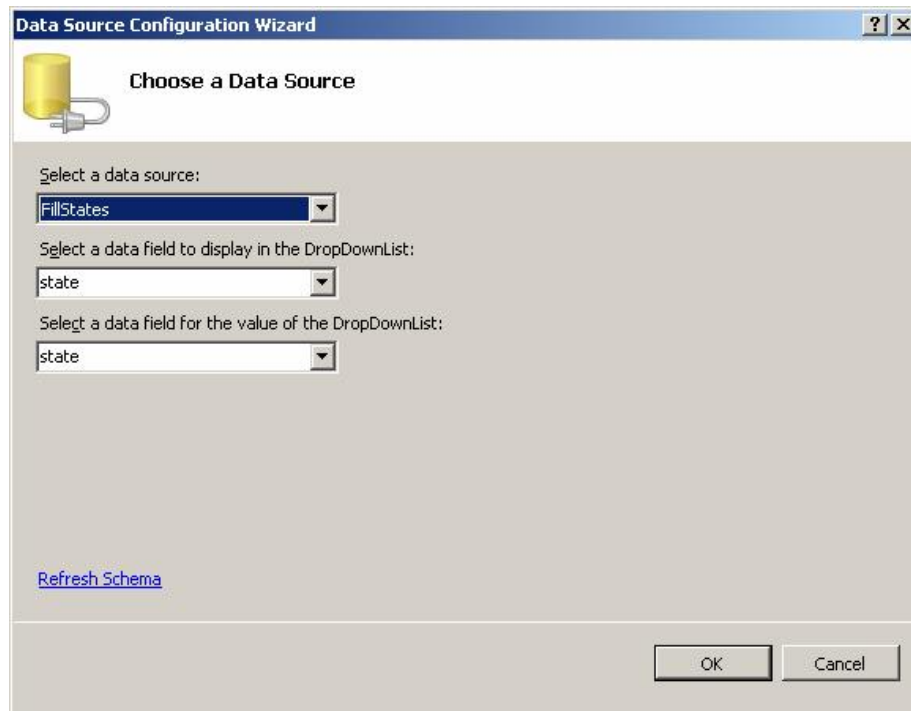 Data Source Configuration Wizard
Choose a Data Source
Select a data source:
FillStates
Select a data field to display in the DropDownList:
state
Select a data field for the value of the DropDownList:
state
Refresh Schema
OK
Cancel